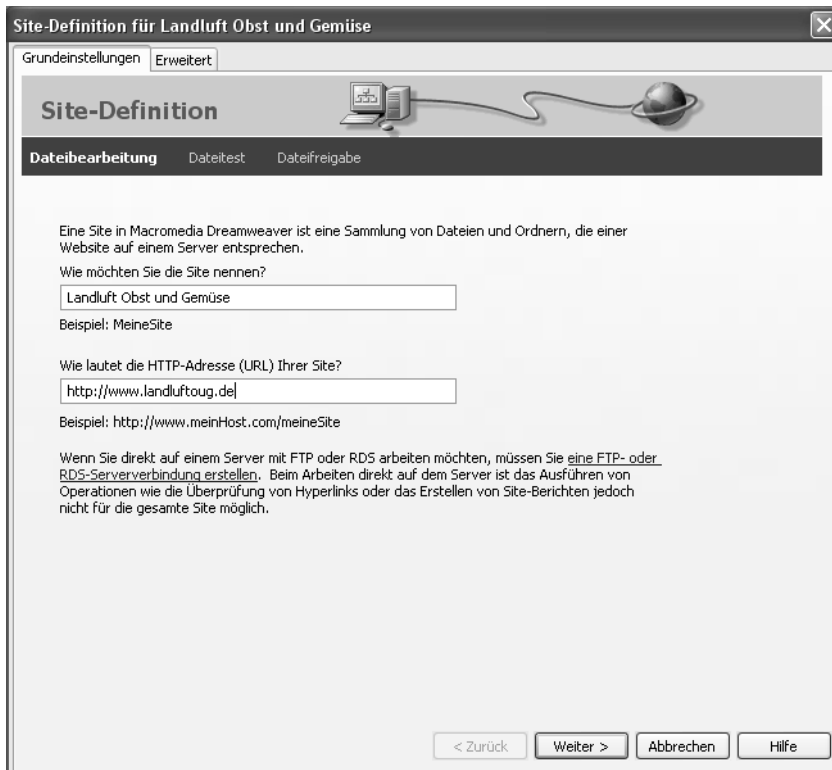 Site-Definition für Landluft Obst und Gemüse
Grundeinstellungen Erweitert
Site-Definition
Dateibearbeitung Dateitest Dateifreigabe
Eine Site in Macromedia Dreamweaver ist eine Sammlung von Dateien und Ordnern, die einer
Website auf einem Server entsprechen.
Wie möchten Sie die Site nennen?
Landluft Obst und Gemüse
Beispiel: MeineSite
Wie lautet die HTTP-Adresse (URL) Ihrer Site?
http://www.landluftoug.de
Beispiel: http://www.meinHost.com/meineSite
Wenn Sie direkt auf einem Server mit FTP oder RDS arbeiten möchten, müssen Sie eine FTP- oder
RDS-Serververbindung erstellen. Beim Arbeiten direkt auf dem Server ist das Ausführen von
Operationen wie die Überprüfung von Hyperlinks oder das Erstellen von Site-Berichten jedoch
nicht für die gesamte Site möglich.
< Zurück Weiter > Abbrechen Hilfe